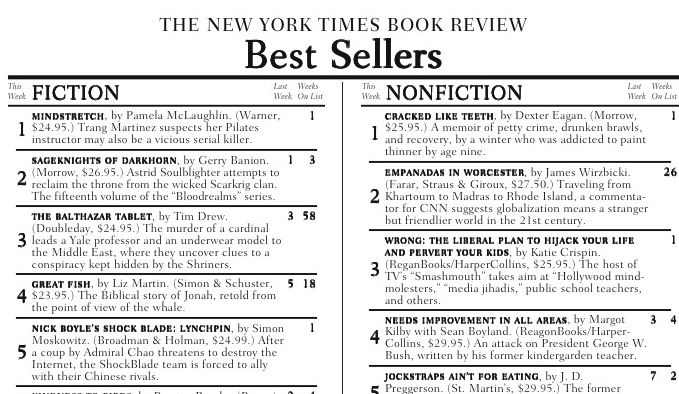 THE NEW YORK TIMES BOOK REVIEW
Best Sellers
This Week FICTION Last Week Weeks On List
1 MINDSTRETCH, by Pamela McLaughlin. (Warner, 1
$24.95.) Trang Martinez suspects her Pilates
instructor may also be a vicious serial killer.
2 SAGEKNIGHTS OF DARKHORN, by Gerry Banion. 1 3
(Morrow, $26.95.) Astrid Soulblighter attempts to
reclaim the throne from the wicked Scarkrig clan.
The fifteenth volume of the "Bloodrealms" series.
3 THE BALTHAZAR TABLET, by Tim Drew. 3 58
(Doubleday, $24.95.) The murder of a cardinal
leads a Yale professor and an underwear model to
the Middle East, where they uncover clues to a
conspiracy kept hidden by the Shriners.
4 GREAT FISH, by Liz Martin. (Simon & Schuster, 5 18
$23.95.) The Biblical story of Jonah, retold from
the point of view of the whale.
5 NICK BOYLE'S SHOCK BLADE: LYNCHPIN, by Simon 1
Moskowitz. (Broadman & Holman, $24.99.) After
a coup by Admiral Chao threatens to destroy the
Internet, the ShockBlade team is forced to ally
with their Chinese rivals.
This Week NONFICTION Last Week Weeks On List
1 CRACKED LIKE TEETH, by Dexter Eagan. (Morrow, 1
$25.95.) A memoir of petty crime, drunken brawls,
and recovery, by a winter who was addicted to paint
thinner by age nine.
2 EMPANADAS IN WORCESTER, by James Wirzbicki. 26
(Farar, Straus & Giroux, $27.50.) Traveling from
Khartoum to Madras to Rhode Island, a commenta-
tor for CNN suggests globalization means a stranger
but friendlier world in the 21st century.
3 WRONG: THE LIBERAL PLAN TO HIJACK YOUR LIFE 1
AND PERVERT YOUR KIDS, by Katie Crispin.
(ReganBooks/HarperCollins, $25.95.) The host of
TV's "Smashmouth" takes aim at "Hollywood mind-
molesters," "media jihadis," public school teachers,
and others.
4 NEEDS IMPROVEMENT IN ALL AREAS, by Margot 3 4
Kilby with Sean Boyland. (ReagonBooks/Harper-
Collins, $29.95.) An attack on President George W.
Bush, written by his former kindergarden teacher.
5 JOCKSTRAPS AIN'T FOR EATING, by J. D. 7 2
Preggerson. (St. Martin's, $29.95.) The former